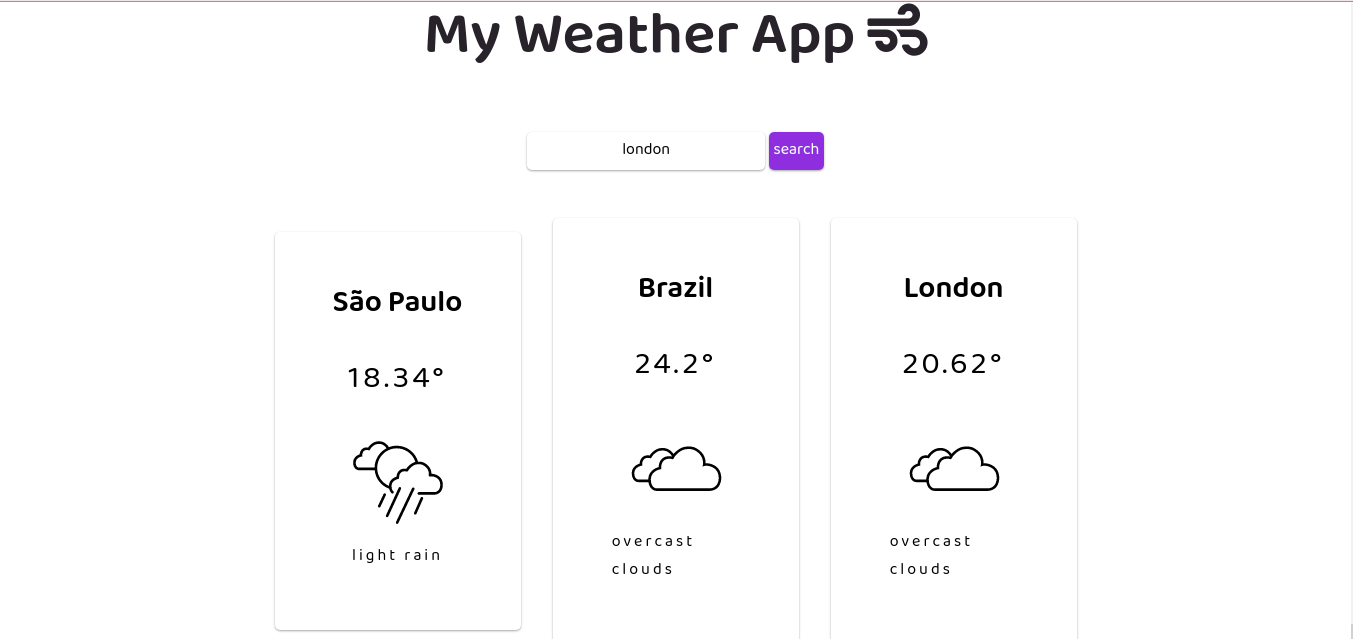 My Weather App
london
search
São Paulo
18.34°
light rain
Brazil
24.2°
overcast
clouds
London
20.62°
overcast
clouds